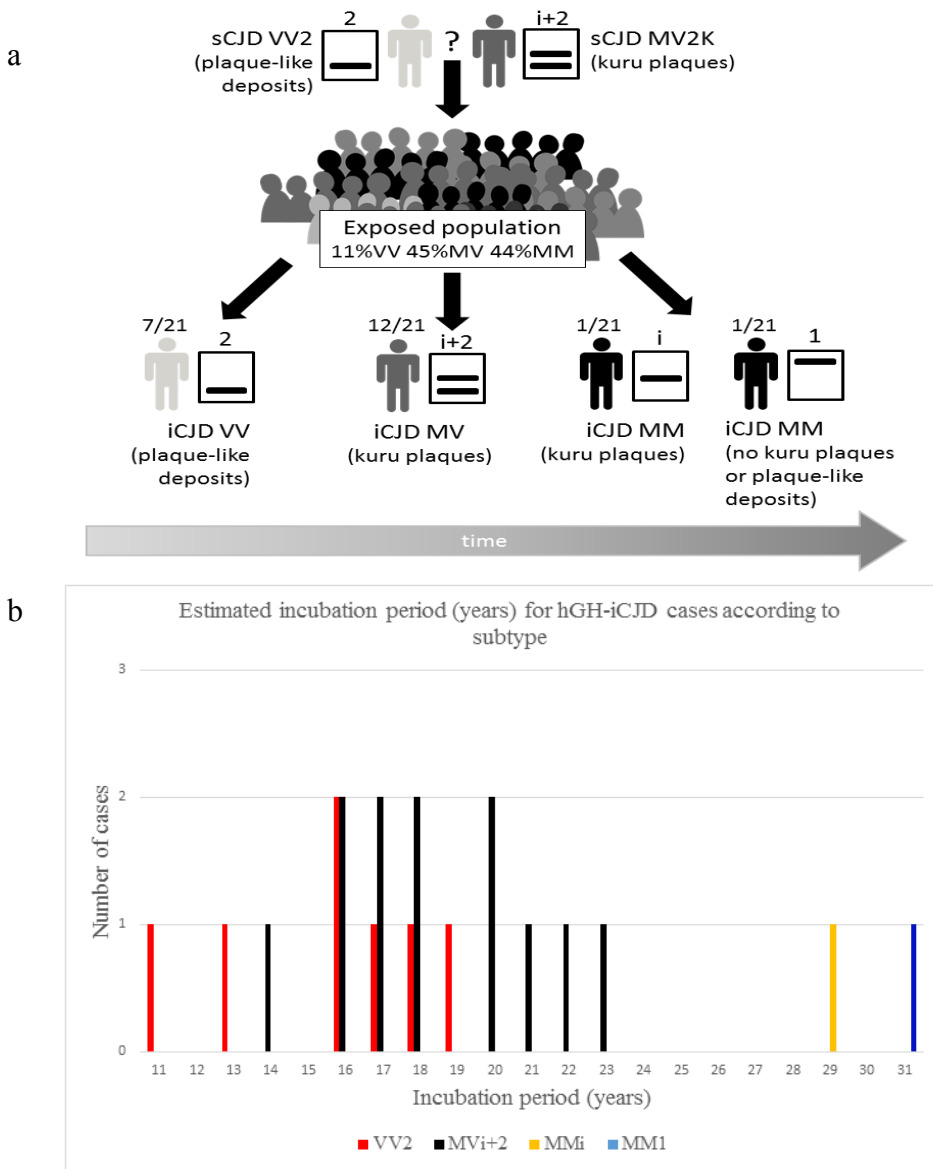 a
2
i+2
sCJD VV2
(plaque-like
deposits)
?
sCJD MV2K
(kuru plaques)
Exposed population
11%VV 45%MV 44%MM
7/21
2
12/21
i+2
1/21
i
1/21
1
iCJD VV
(plaque-like
deposits)
iCJD MV
(kuru plaques)
iCJD MM
(kuru plaques)
iCJD MM
(no kuru plaques
or plaque-like
deposits)
time
b
Estimated incubation period (years) for hGH-iCJD cases according to
subtype
Number of cases
3
2
1
0
11 12 13 14 15 16 17 18 19 20 21 22 23 24 25 26 27 28 29 30 31
Incubation period (years)
VV2 MVi+2 MMi MM1